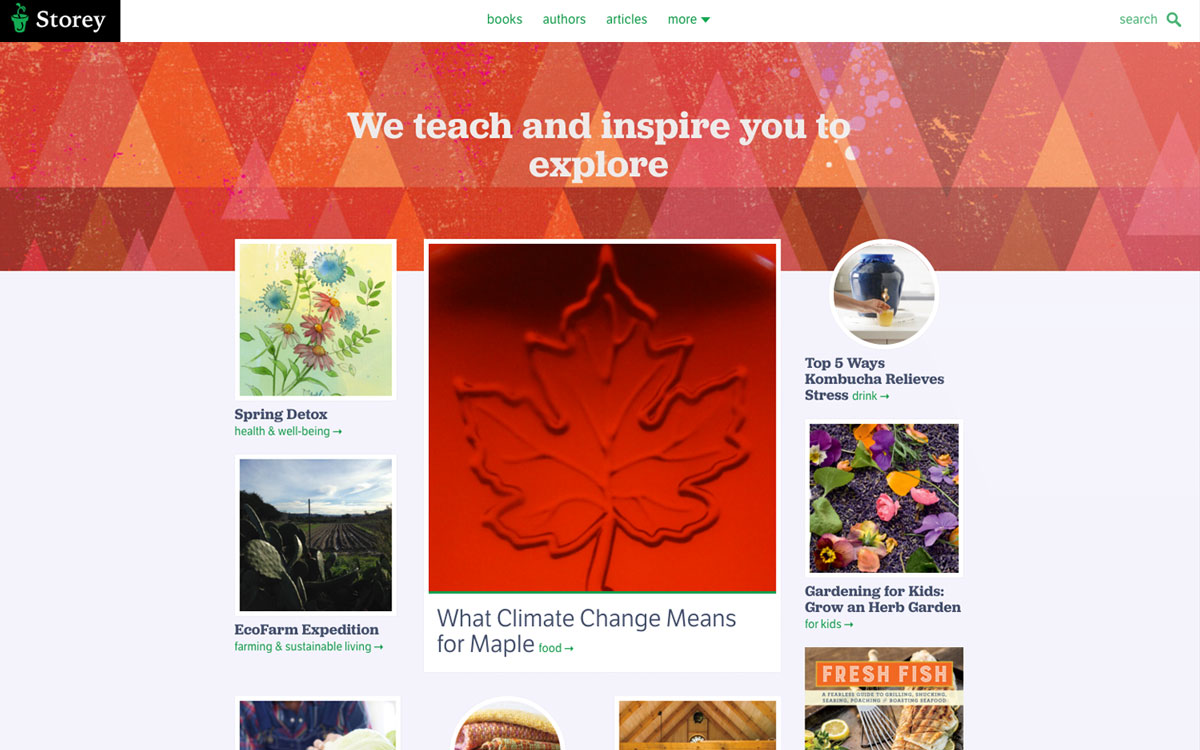 Storey
books authors articles more
search
We teach and inspire you to
explore
Spring Detox
health & well-being →
EcoFarm Expedition
farming & sustainable living →
What Climate Change Means
for Maple food →
Top 5 Ways
Kombucha Relieves
Stress drink →
Gardening for Kids:
Grow an Herb Garden
for kids →
FRESH FISH
A FEARLESS GUIDE TO GRILLING, SHUCKING,
SEARING, POACHING & ROASTING SEAFOOD